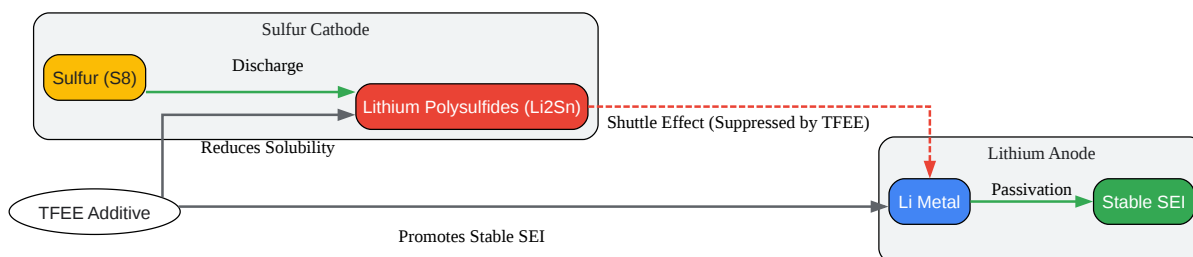 Sulfur Cathode
Sulfur (S8)
Discharge
Lithium Polysulfides (Li2Sn)
Shuttle Effect (Suppressed by TFEE)
Reduces Solubility
Lithium Anode
Li Metal
Passivation
Stable SEI
TFEE Additive
Promotes Stable SEI